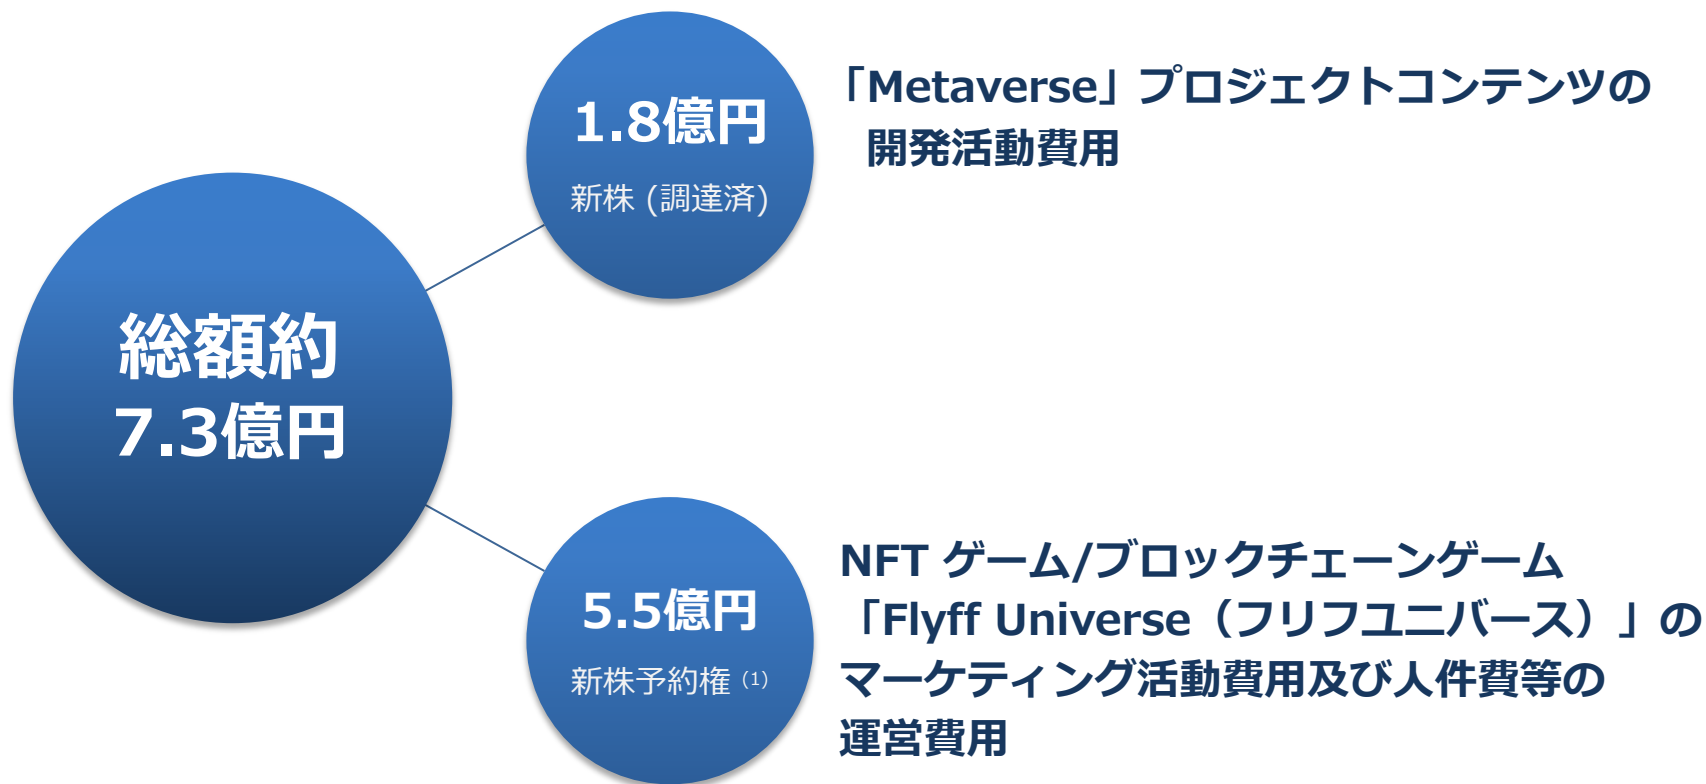 総額約
7.3億円
1.8億円
新株 (調達済)
「Metaverse」プロジェクトコンテンツの
開発活動費用
5.5億円
新株予約権 (1)
NFT ゲーム/ブロックチェーンゲーム
「Flyff Universe（フリフユニバース）」の
マーケティング活動費用及び人件費等の
運営費用